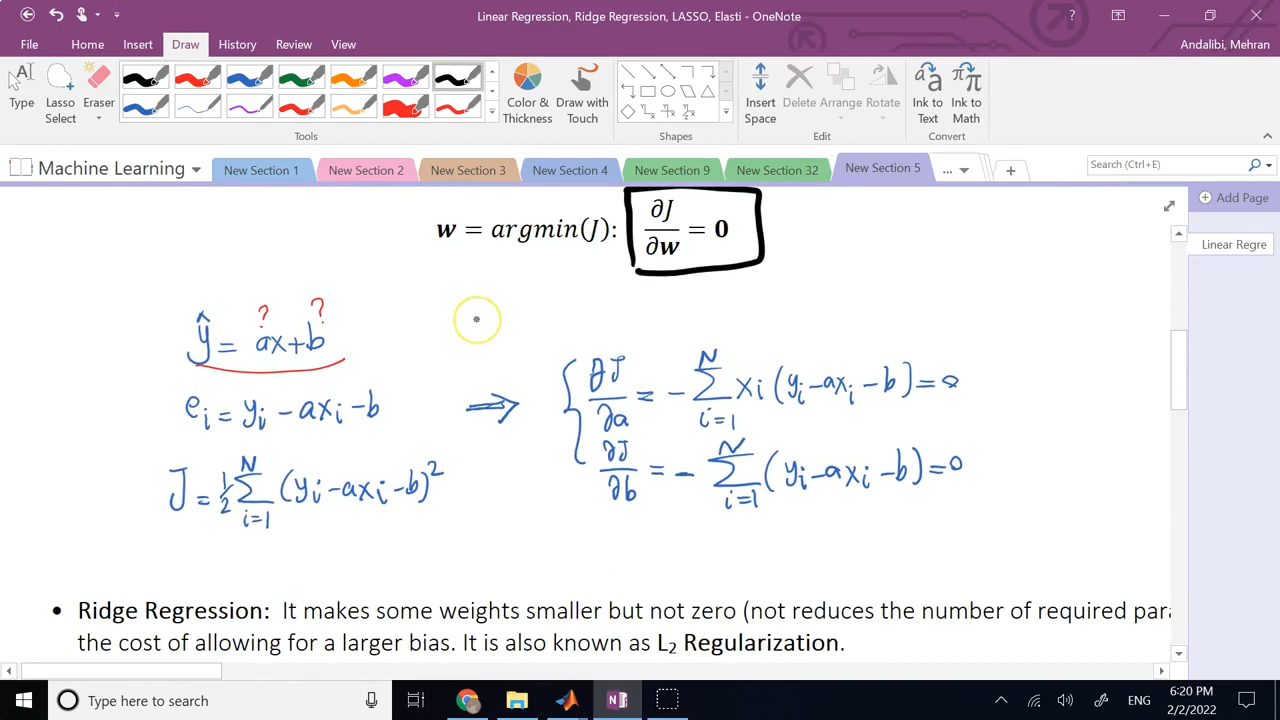 Linear Regression, Ridge Regression, LASSO, Elasti - OneNote
?
Andalibi, Mehran
File Home Insert Draw History Review View
Type Lasso Select Eraser Color & Thickness Draw with Touch Insert Space Delete Arrange Rotate Ink to Text Ink to Math
Tools Shapes Edit Convert
Machine Learning New Section 1 New Section 2 New Section 3 New Section 4 New Section 9 New Section 32 New Section 5 ... + Search (Ctrl+E)
Add Page
Linear Regre
w = argmin(J): ∂J/∂w = 0
? ?
ŷ = ax+b
eᵢ = yᵢ - axᵢ - b
J = ½ Σ_{i=1}^{N} (yᵢ - axᵢ - b)²
⇒
{ ∂J/∂a = - Σ_{i=1}^{N} xᵢ (yᵢ - axᵢ - b) = 0
∂J/∂b = - Σ_{i=1}^{N} (yᵢ - axᵢ - b) = 0
• Ridge Regression: It makes some weights smaller but not zero (not reduces the number of required para
the cost of allowing for a larger bias. It is also known as L₂ Regularization.
Type here to search
ENG
6:20 PM
2/2/2022